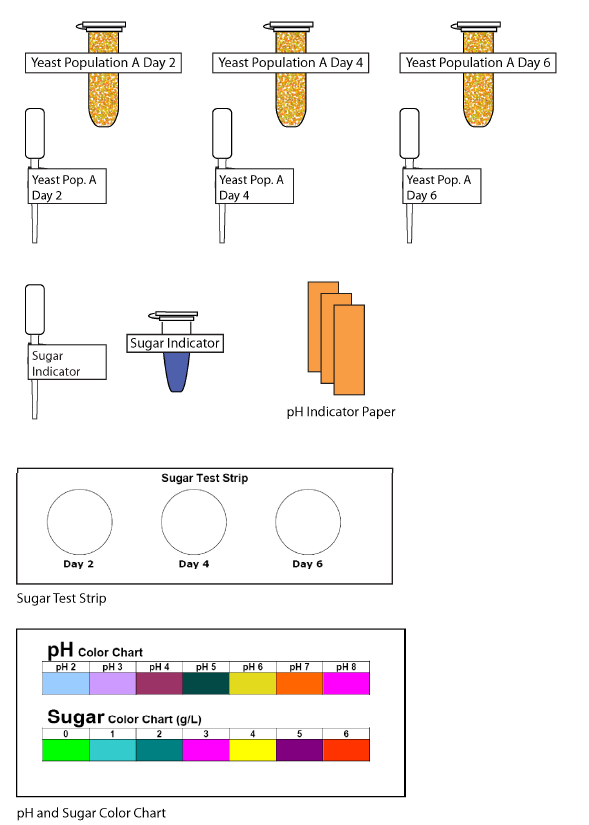 Yeast Population A Day 2
Yeast Population A Day 4
Yeast Population A Day 6
Yeast Pop. A
Day 2
Yeast Pop. A
Day 4
Yeast Pop. A
Day 6
Sugar
Indicator
Sugar Indicator
pH Indicator Paper
Sugar Test Strip
Day 2
Day 4
Day 6
Sugar Test Strip
pH Color Chart
pH 2 pH 3 pH 4 pH 5 pH 6 pH 7 pH 8
Sugar Color Chart (g/L)
0 1 2 3 4 5 6
pH and Sugar Color Chart